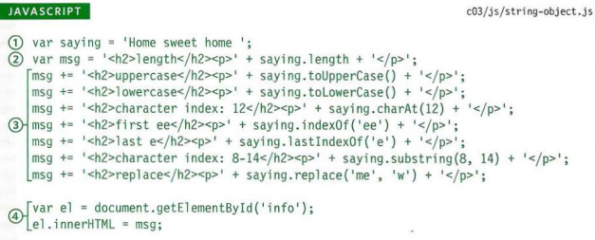 JAVASCRIPT c03/js/string-object.js
① var saying = 'Home sweet home ';
② var msg = '<h2>length</h2><p>' + saying.length + '</p>';
msg += '<h2>uppercase</h2><p>' + saying.toUpperCase() + '</p>';
msg += '<h2>lowercase</h2><p>' + saying.toLowerCase() + '</p>';
msg += '<h2>character index: 12</h2><p>' + saying.charAt(12) + '</p>';
③ msg += '<h2>first ee</h2><p>' + saying.indexOf('ee') + '</p>';
msg += '<h2>last e</h2><p>' + saying.lastIndexOf('e') + '</p>';
msg += '<h2>character index: 8-14</h2><p>' + saying.substring(8, 14) + '</p>';
msg += '<h2>replace</h2><p>' + saying.replace('me', 'w') + '</p>';
④ var el = document.getElementById('info');
el.innerHTML = msg;